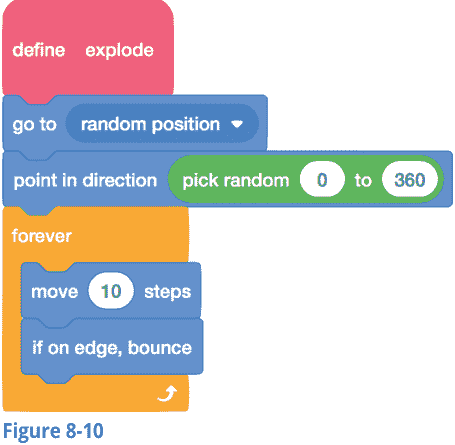 define explode
go to random position
point in direction pick random 0 to 360
forever
move 10 steps
if on edge, bounce
Figure 8-10